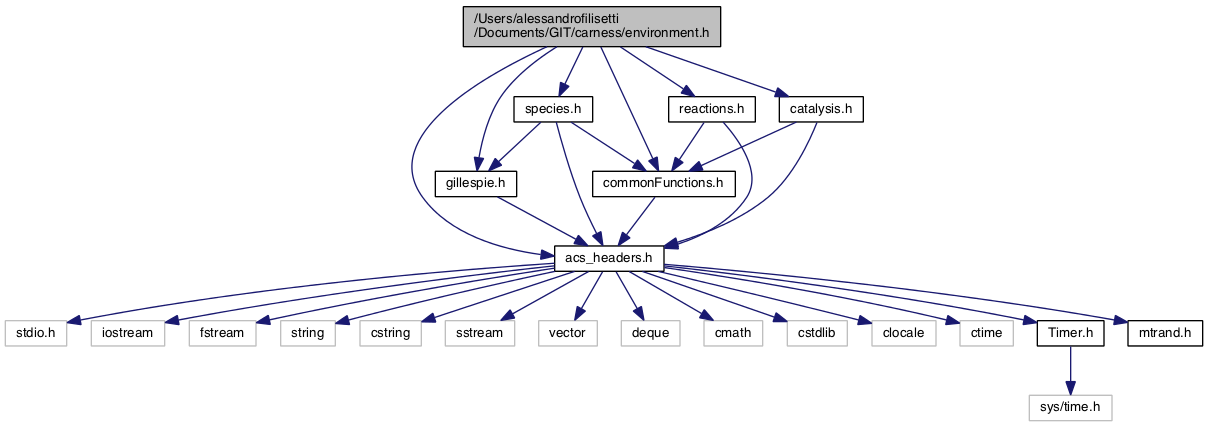 /Users/alessandrofilisetti
/Documents/GIT/carness/environment.h
species.h
reactions.h
catalysis.h
gillespie.h
commonFunctions.h
acs_headers.h
stdio.h
iostream
fstream
string
cstring
sstream
vector
deque
cmath
cstdlib
clocale
ctime
Timer.h
mtrand.h
sys/time.h